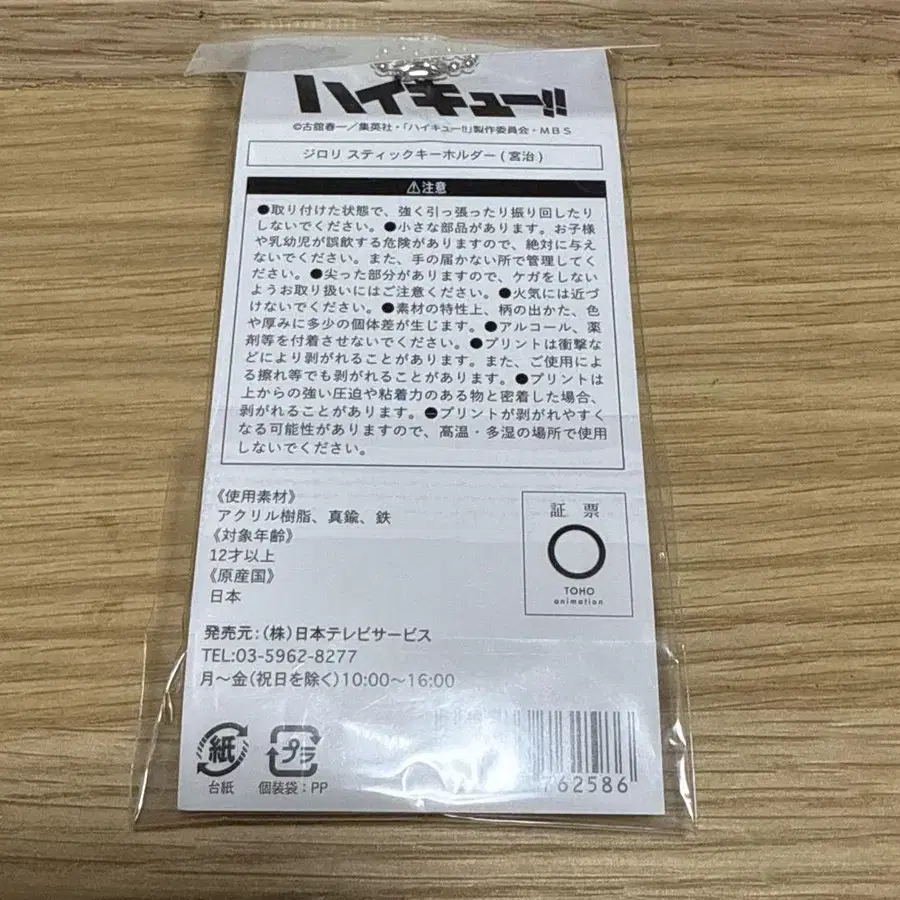 ハイキュー!!
©古舘春一／集英社・「ハイキュー!!」製作委員会・MBS
ジロリ スティックキーホルダー(宮治)
⚠注意
●取り付けた状態で、強く引っ張ったり振り回したり
しないでください。●小さな部品があります。お子様
や乳幼児が誤飲する危険がありますので、絶対に与え
ないでください。また、手の届かない所で管理してく
ださい。●尖った部分がありますので、ケガをしない
ようお取り扱いにはご注意ください。●火気には近づ
けないでください。●素材の特性上、柄の出かた、色
や厚みに多少の個体差が生じます。●アルコール、薬
剤等を付着させないでください。●プリントは衝撃な
どにより剥がれることがあります。また、ご使用によ
る擦れ等でも剥がれることがあります。●プリントは
上からの強い圧迫や粘着力のある物と密着した場合、
剥がれることがあります。●プリントが剥がれやすく
なる可能性がありますので、高温・多湿の場所で使用
しないでください。
《使用素材》
アクリル樹脂、真鍮、鉄
《対象年齢》
12才以上
《原産国》
日本
証票
TOHO
animation
発売元：(株)日本テレビサービス
TEL:03-5962-8277
月〜金(祝日を除く)10:00〜16:00
紙
台紙
プラ
個装袋：PP
762586